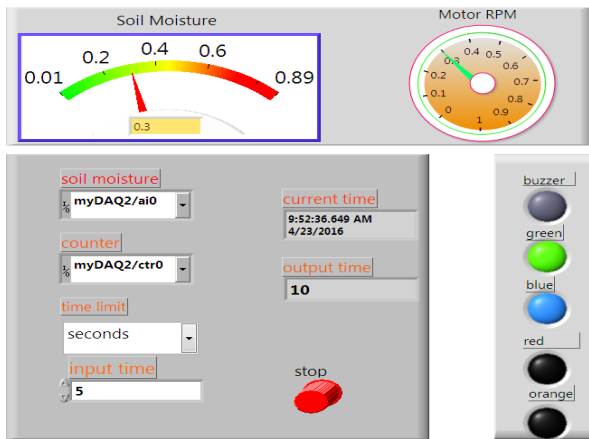 Soil Moisture
0.01 0.2 0.4 0.6 0.89
0.3
Motor RPM
0 0.1 0.2 0.3 0.4 0.5 0.6 0.7 0.8 0.9 1
soil moisture
myDAQ2/ai0
counter
myDAQ2/ctr0
time limit
seconds
input time
5
current time
9:52:36.649 AM
4/23/2016
output time
10
stop
buzzer
green
blue
red
orange